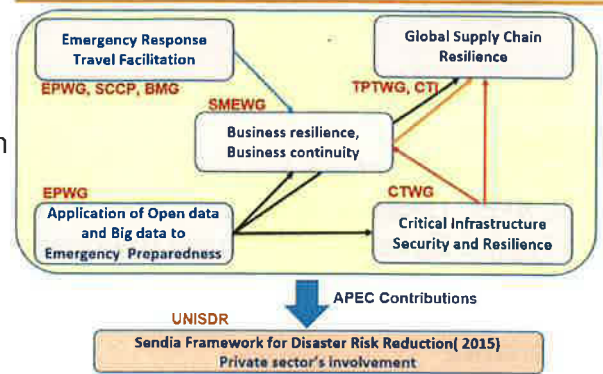 Emergency Response
Travel Facilitation
Global Supply Chain
Resilience
EPWG, SCCP, BMG
TPTWG, CTI
SMEWG
Business resilience,
Business continuity
EPWG
CTWG
Application of Open data
and Big data to
Emergency Preparedness
Critical Infrastructure
Security and Resilience
APEC Contributions
UNISDR
Sendia Framework for Disaster Risk Reduction( 2015)
Private sector's involvement